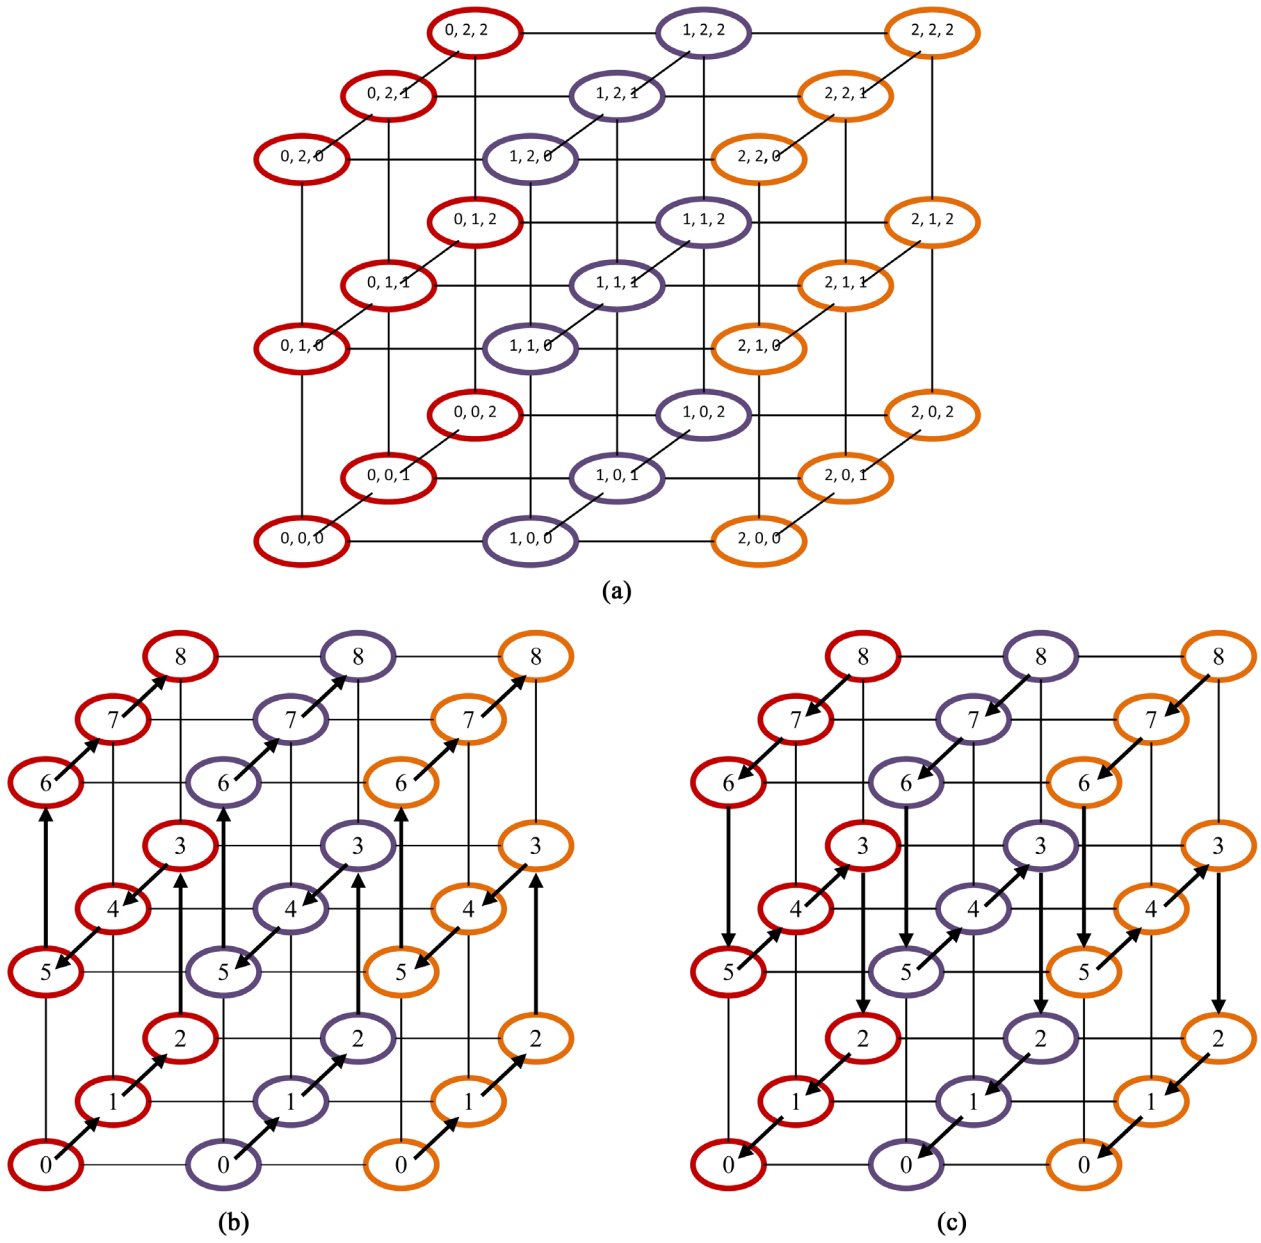 0, 2, 2 1, 2, 2 2, 2, 2
0, 2, 1 1, 2, 1 2, 2, 1
0, 2, 0 1, 2, 0 2, 2, 0
0, 1, 2 1, 1, 2 2, 1, 2
0, 1, 1 1, 1, 1 2, 1, 1
0, 1, 0 1, 1, 0 2, 1, 0
0, 0, 2 1, 0, 2 2, 0, 2
0, 0, 1 1, 0, 1 2, 0, 1
0, 0, 0 1, 0, 0 2, 0, 0
(a)
8 8 8
7 7 7
6 6 6
3 3 3
4 4 4
5 5 5
2 2 2
1 1 1
0 0 0
(b)
8 8 8
7 7 7
6 6 6
3 3 3
4 4 4
5 5 5
2 2 2
1 1 1
0 0 0
(c)